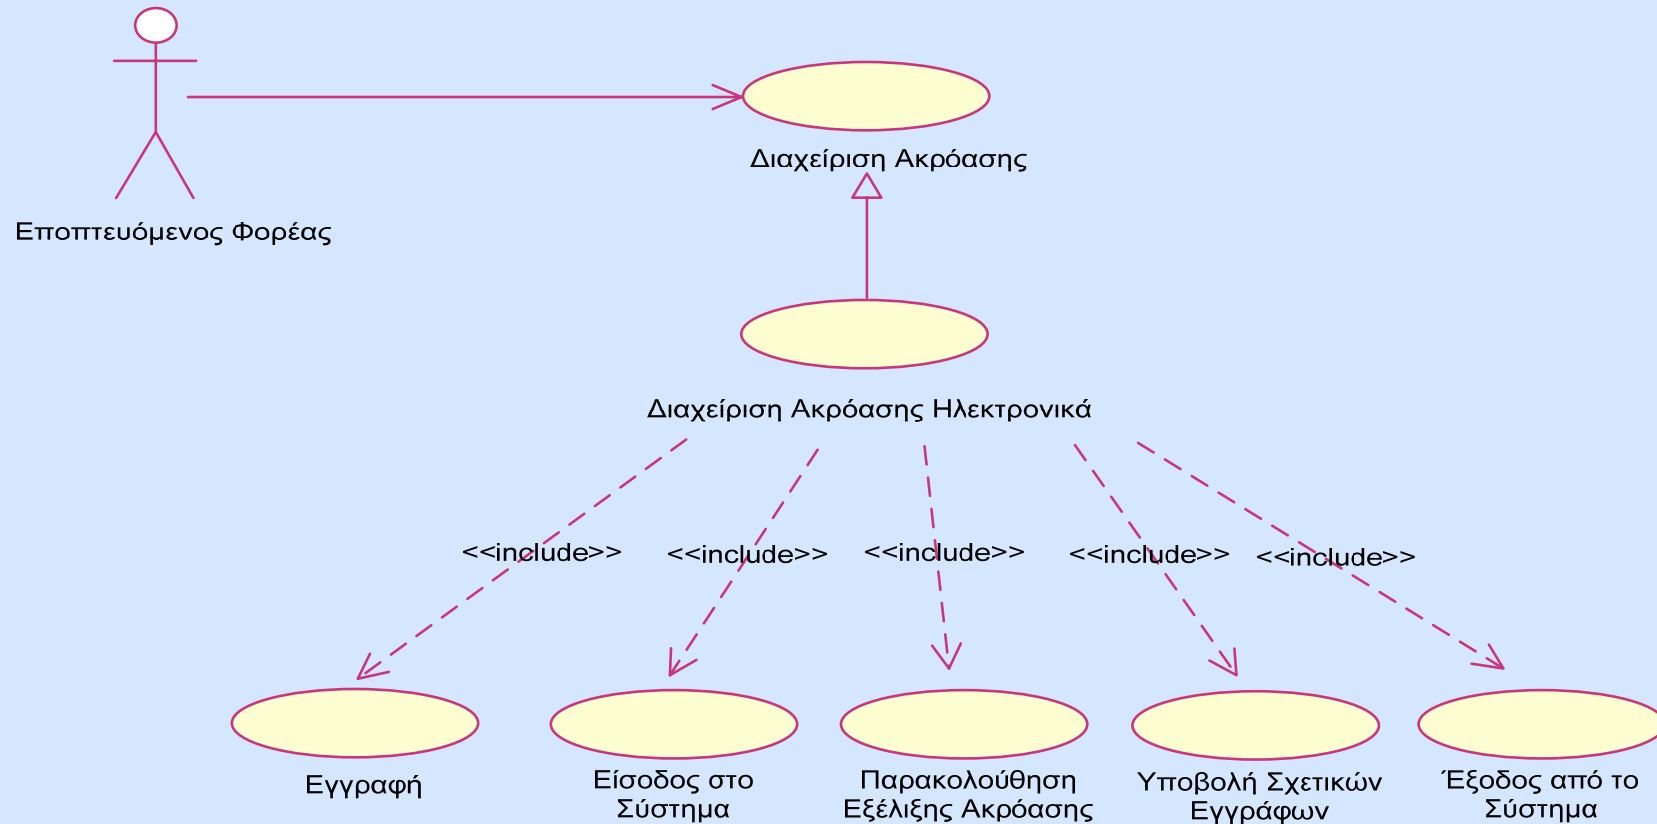 Διαχείριση Ακρόασης
Εποπτευόμενος Φορέας
Διαχείριση Ακρόασης Ηλεκτρονικά
<<include>>
<<include>>
<<include>>
<<include>>
<<include>>
Εγγραφή
Είσοδος στο
Σύστημα
Παρακολούθηση
Εξέλιξης Ακρόασης
Υποβολή Σχετικών
Εγγράφων
Έξοδος από το
Σύστημα